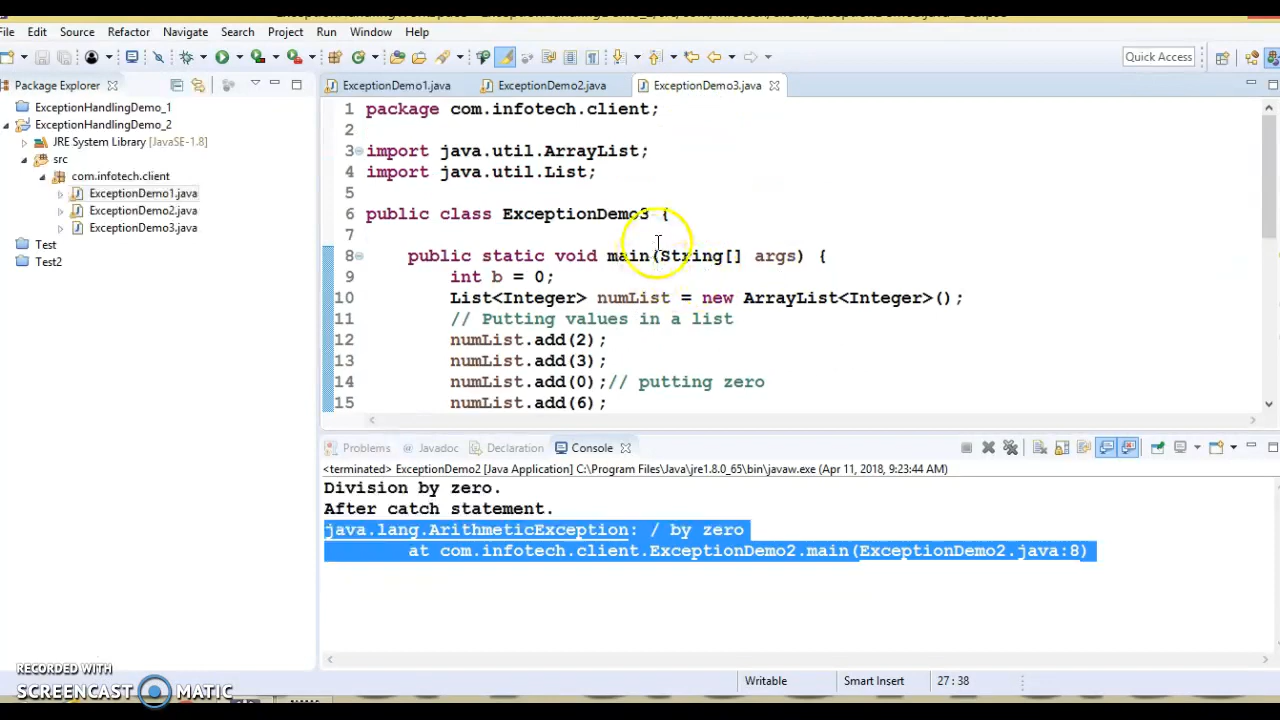 File Edit Source Refactor Navigate Search Project Run Window Help
Quick Access
Package Explorer
ExceptionDemo1.java
ExceptionDemo2.java
ExceptionDemo3.java
ExceptionHandlingDemo_1
ExceptionHandlingDemo_2
JRE System Library [JavaSE-1.8]
src
com.infotech.client
ExceptionDemo1.java
ExceptionDemo2.java
ExceptionDemo3.java
Test
Test2
1 package com.infotech.client;
2
3 import java.util.ArrayList;
4 import java.util.List;
5
6 public class ExceptionDemo3 {
7
8 public static void main(String[] args) {
9 int b = 0;
10 List<Integer> numList = new ArrayList<Integer>();
11 // Putting values in a list
12 numList.add(2);
13 numList.add(3);
14 numList.add(0);// putting zero
15 numList.add(6);
Problems Javadoc Declaration Console
<terminated> ExceptionDemo2 [Java Application] C:\Program Files\Java\jre1.8.0_65\bin\javaw.exe (Apr 11, 2018, 9:23:44 AM)
Division by zero.
After catch statement.
java.lang.ArithmeticException: / by zero
at com.infotech.client.ExceptionDemo2.main(ExceptionDemo2.java:8)
Writable
Smart Insert
27 : 38
RECORDED WITH
SCREENCAST MATIC